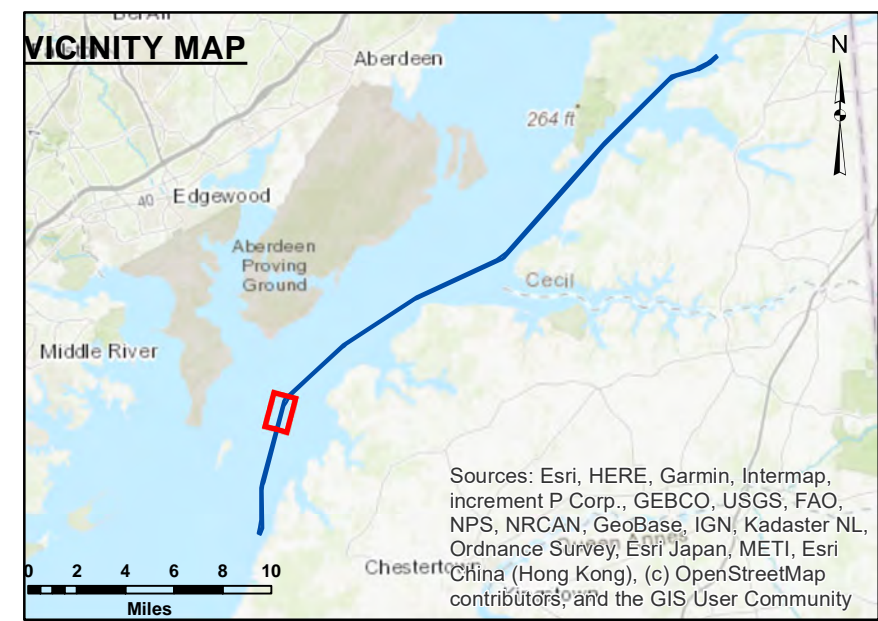 VICINITY MAP
N
Aberdeen
264 ft
40
Edgewood
Aberdeen
Proving
Ground
Cecil
Middle River
Chestertown
Sources: Esri, HERE, Garmin, Intermap,
increment P Corp., GEBCO, USGS, FAO,
NPS, NRCAN, GeoBase, IGN, Kadaster NL,
Ordnance Survey, Esri Japan, METI, Esri
China (Hong Kong), (c) OpenStreetMap
contributors, and the GIS User Community
Queen Annes
0 2 4 6 8 10
Miles